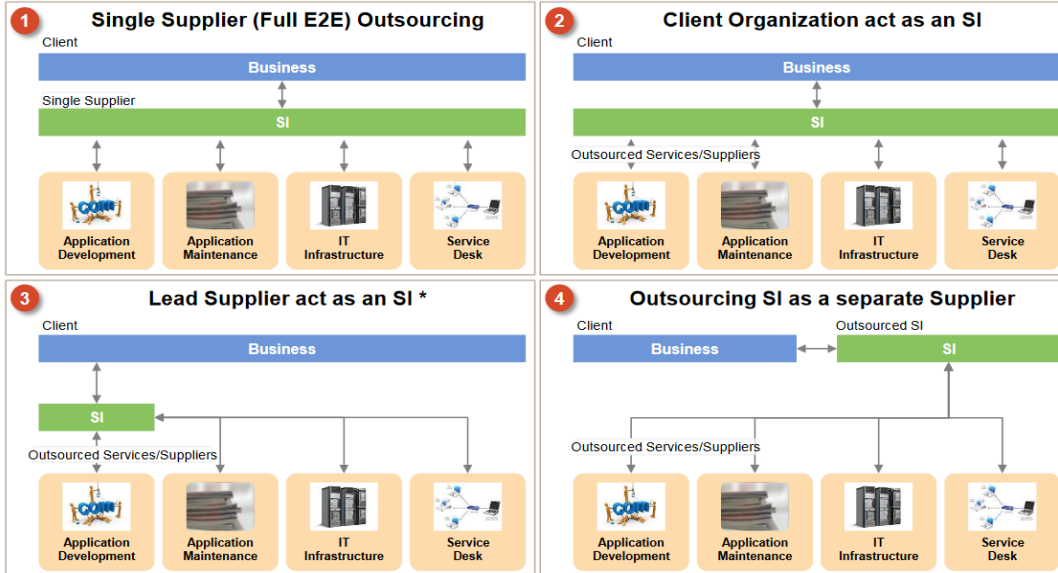 1
Single Supplier (Full E2E) Outsourcing
Client
Business
Single Supplier
SI
Application
Development
Application
Maintenance
IT
Infrastructure
Service
Desk
2
Client Organization act as an SI
Client
Business
SI
Outsourced Services/Suppliers
Application
Development
Application
Maintenance
IT
Infrastructure
Service
Desk
3
Lead Supplier act as an SI *
Client
Business
SI
Outsourced Services/Suppliers
Application
Development
Application
Maintenance
IT
Infrastructure
Service
Desk
4
Outsourcing SI as a separate Supplier
Client
Outsourced SI
Business
SI
Outsourced Services/Suppliers
Application
Development
Application
Maintenance
IT
Infrastructure
Service
Desk